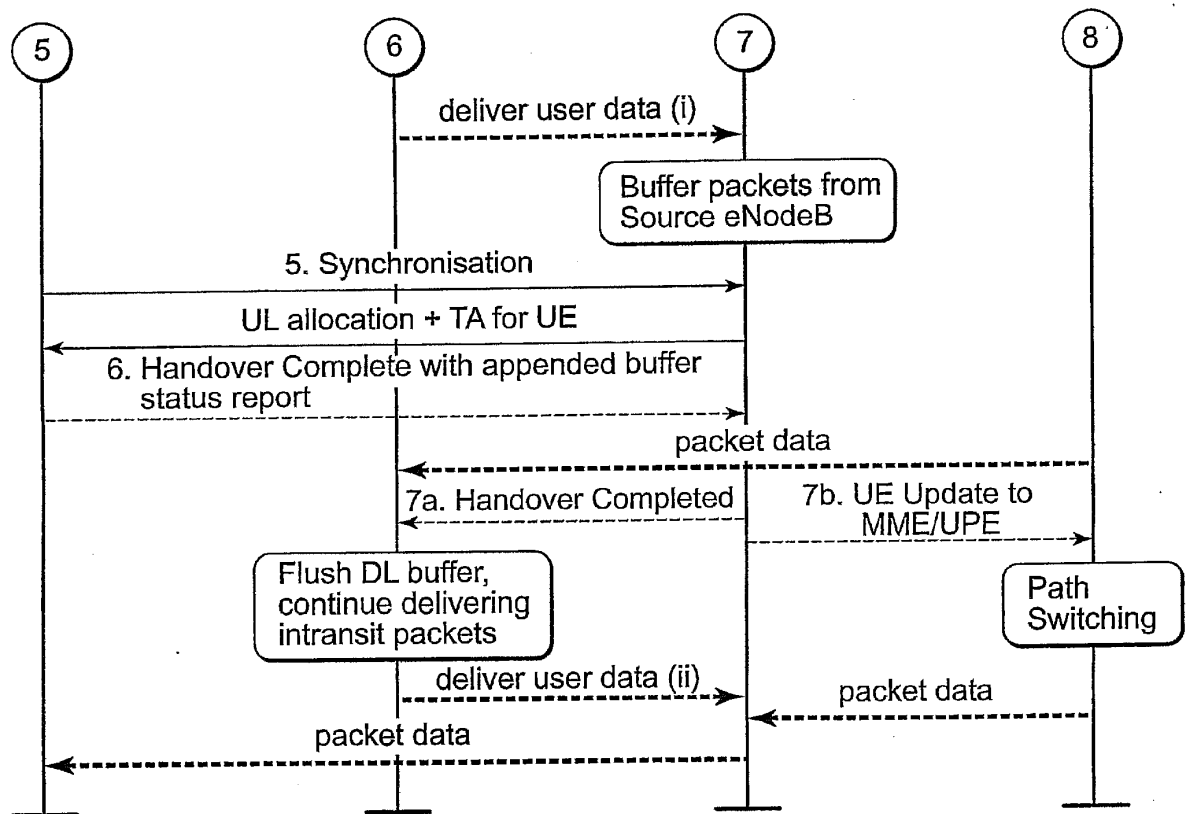 5
6
7
8
deliver user data (i)
Buffer packets from
Source eNodeB
5. Synchronisation
UL allocation + TA for UE
6. Handover Complete with appended buffer
status report
packet data
7a. Handover Completed
7b. UE Update to
MME/UPE
Flush DL buffer,
continue delivering
intransit packets
Path
Switching
deliver user data (ii)
packet data
packet data